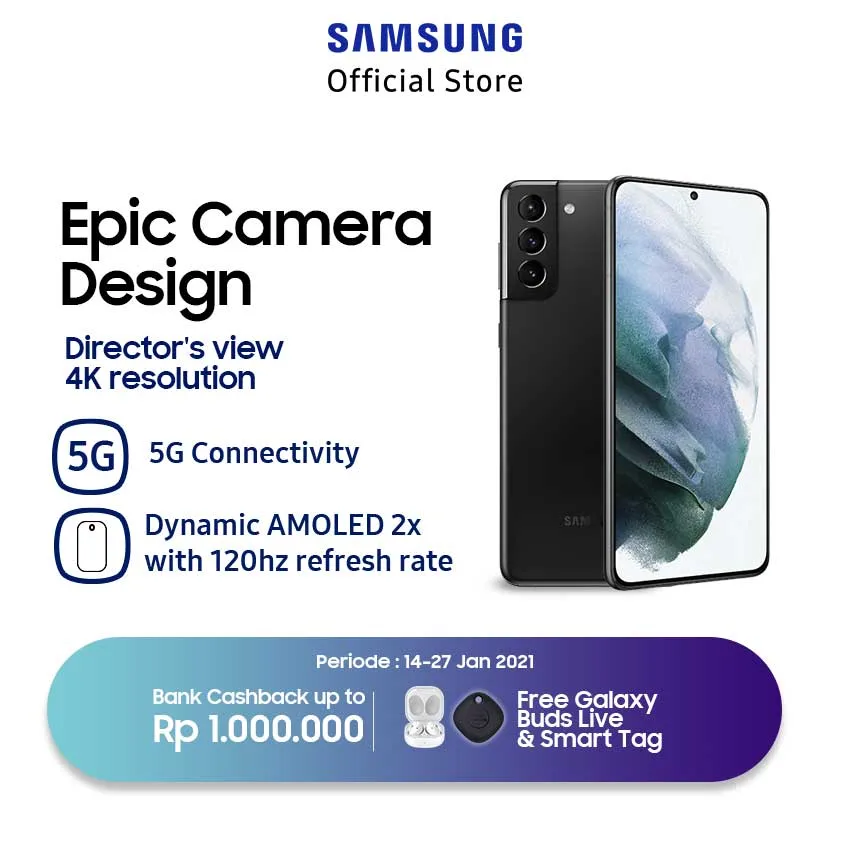 SAMSUNG
Official Store
Epic Camera
Design
Director's view
4K resolution
5G
5G Connectivity
Dynamic AMOLED 2x
with 120hz refresh rate
SAM
Periode : 14-27 Jan 2021
Bank Cashback up to
Rp 1.000.000
Free Galaxy
Buds Live
& Smart Tag